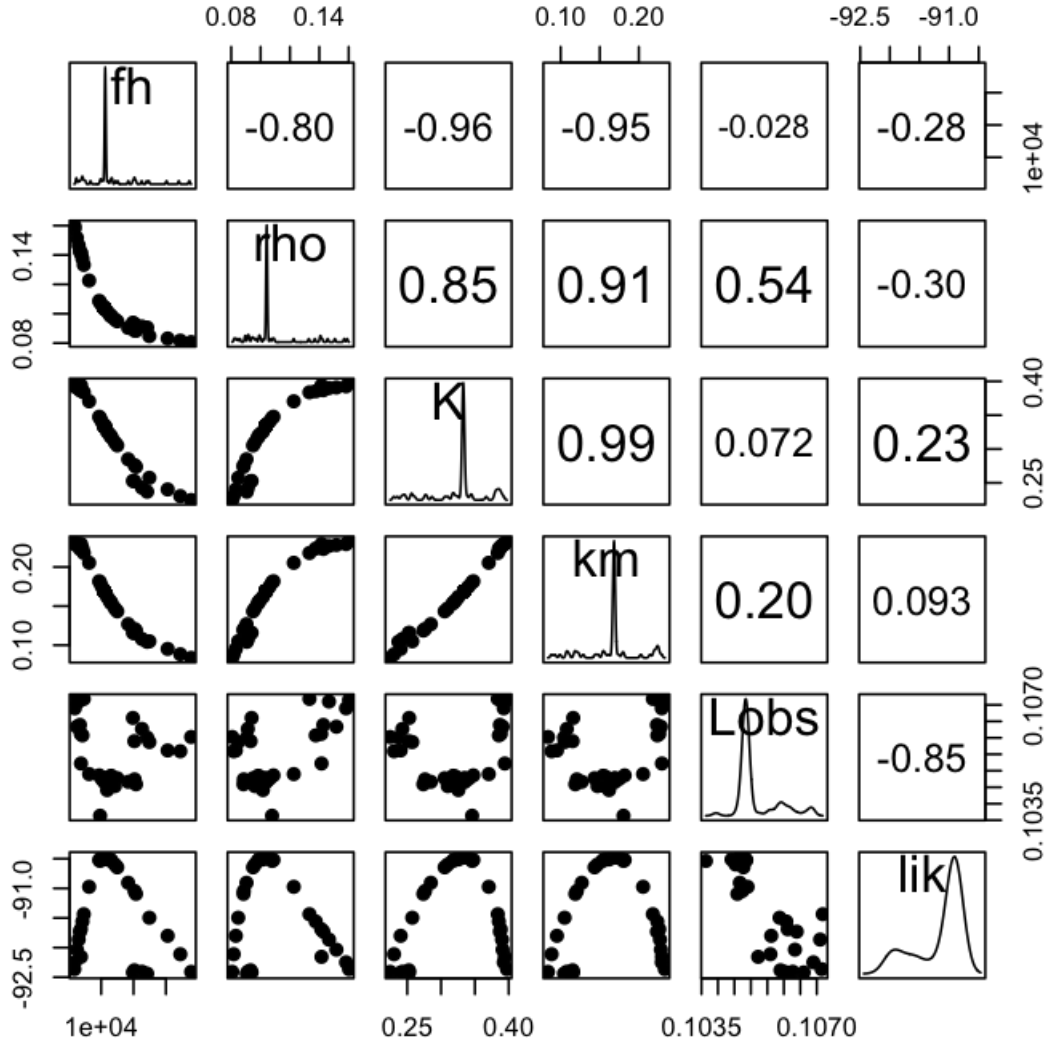 0.08 0.14 0.10 0.20 -92.5 -91.0
fh -0.80 -0.96 -0.95 -0.028 -0.28 1e+04
0.08 0.14 rho 0.85 0.91 0.54 -0.30
K 0.99 0.072 0.23 0.25 0.40
0.10 0.20 km 0.20 0.093
Lobs -0.85 0.1035 0.1070
-92.5 -91.0 lik
1e+04 0.25 0.40 0.1035 0.1070